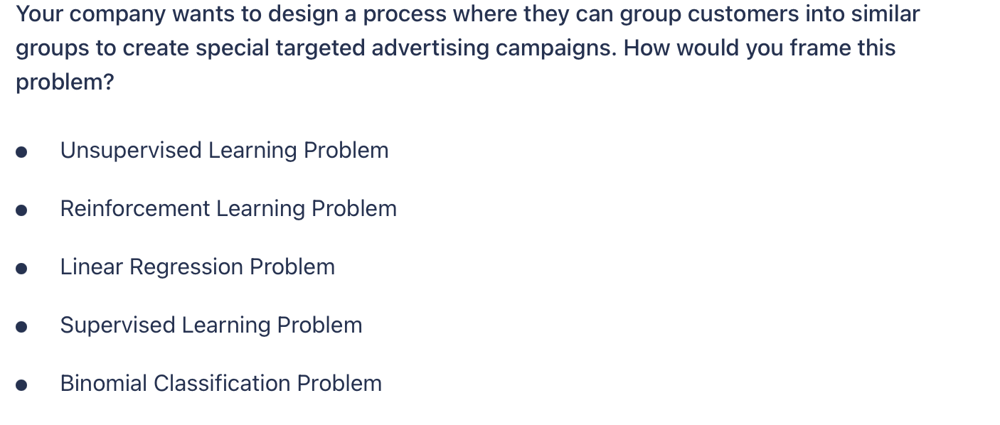 Your company wants to design a process where they can group customers into similar
groups to create special targeted advertising campaigns. How would you frame this
problem?
● Unsupervised Learning Problem
● Reinforcement Learning Problem
● Linear Regression Problem
● Supervised Learning Problem
● Binomial Classification Problem